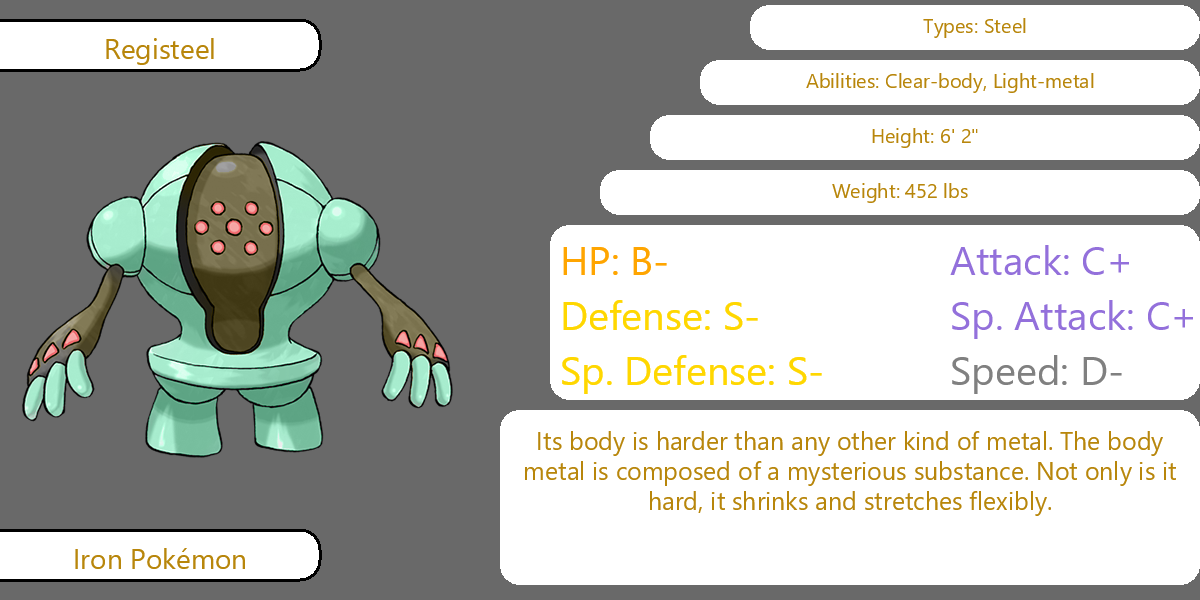 Registeel
Types: Steel
Abilities: Clear-body, Light-metal
Height: 6' 2"
Weight: 452 lbs
HP: B-
Attack: C+
Defense: S-
Sp. Attack: C+
Sp. Defense: S-
Speed: D-
Its body is harder than any other kind of metal. The body
metal is composed of a mysterious substance. Not only is it
hard, it shrinks and stretches flexibly.
Iron Pokémon